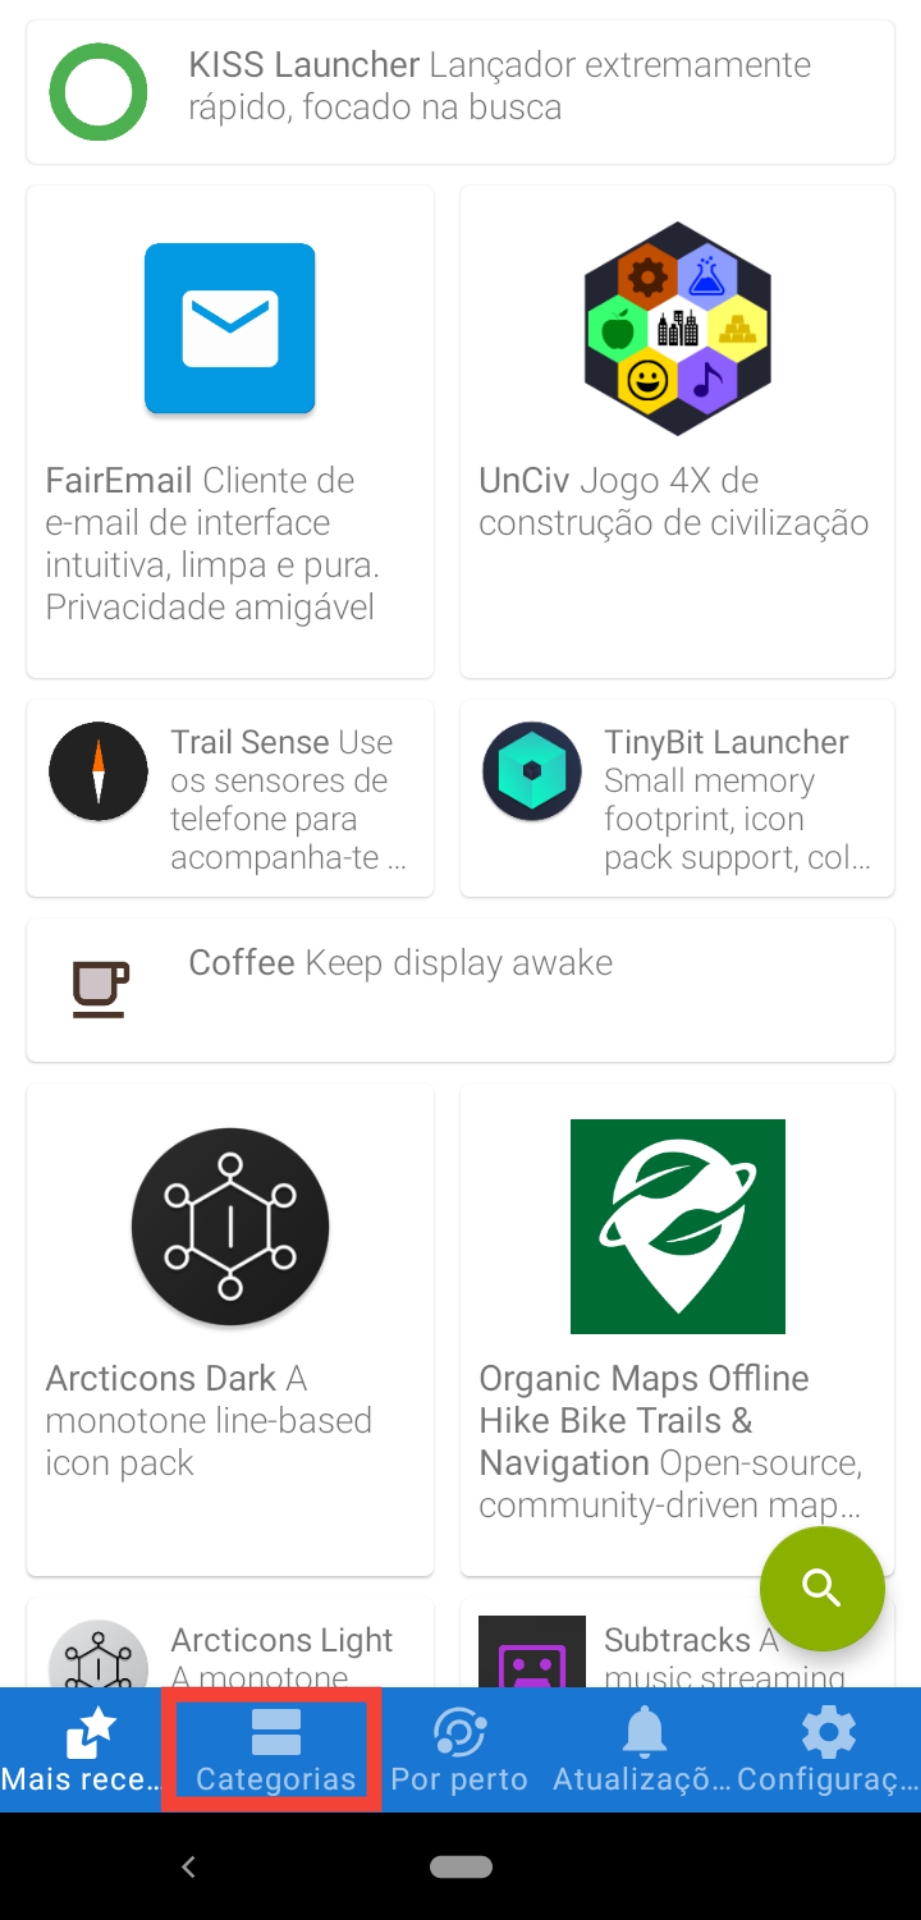 KISS Launcher Lançador extremamente
rápido, focado na busca
FairEmail Cliente de
e-mail de interface
intuitiva, limpa e pura.
Privacidade amigável
UnCiv Jogo 4X de
construção de civilização
Trail Sense Use
os sensores de
telefone para
acompanha-te ...
TinyBit Launcher
Small memory
footprint, icon
pack support, col...
Coffee Keep display awake
Arcticons Dark A
monotone line-based
icon pack
Organic Maps Offline
Hike Bike Trails &
Navigation Open-source,
community-driven map...
Arcticons Light
A monotone
Subtracks A
music streaming
Mais rece...
Categorias
Por perto
Atualizaçõ...
Configuraç...